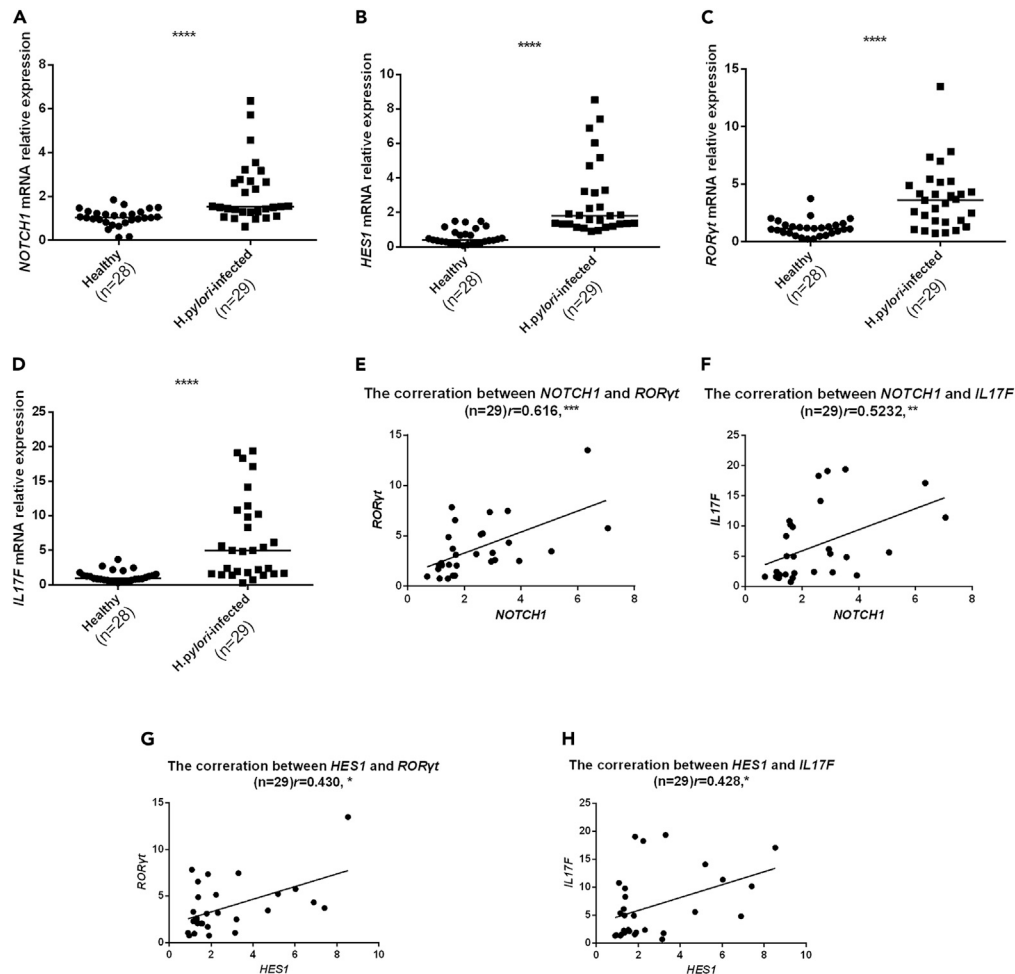 A
****
NOTCH1 mRNA relative expression
8
6
4
2
0
Healthy
(n=28)
H.pylori-infected
(n=29)
B
****
HES1 mRNA relative expression
10
8
6
4
2
0
Healthy
(n=28)
H.pylori-infected
(n=29)
C
****
RORγt mRNA relative expression
15
10
5
0
Healthy
(n=28)
H.pylori-infected
(n=29)
D
****
IL17F mRNA relative expression
25
20
15
10
5
0
Healthy
(n=28)
H.pylori-infected
(n=29)
E
The correration between NOTCH1 and RORγt
(n=29)r=0.616, ***
RORγt
15
10
5
0
0 2 4 6 8
NOTCH1
F
The correration between NOTCH1 and IL17F
(n=29)r=0.5232, **
IL17F
25
20
15
10
5
0
0 2 4 6 8
NOTCH1
G
The correration between HES1 and RORγt
(n=29)r=0.430, *
RORγt
15
10
5
0
0 2 4 6 8 10
HES1
H
The correration between HES1 and IL17F
(n=29)r=0.428,*
IL17F
25
20
15
10
5
0
0 2 4 6 8 10
HES1